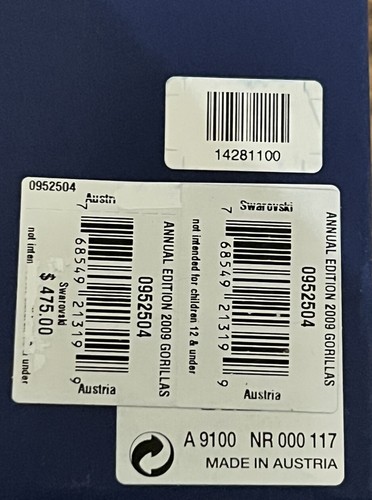 14281100
0952504
Austri
7 68549 21319 9
Austria
ANNUAL EDITION 2009 GORILLAS
0952504
not inten
under
Swarovski
$ 475.00
Swarovski
7 68549 21319 9
Austria
ANNUAL EDITION 2009 GORILLAS
0952504
not intended for children 12 & under
A 9100 NR 000 117
MADE IN AUSTRIA